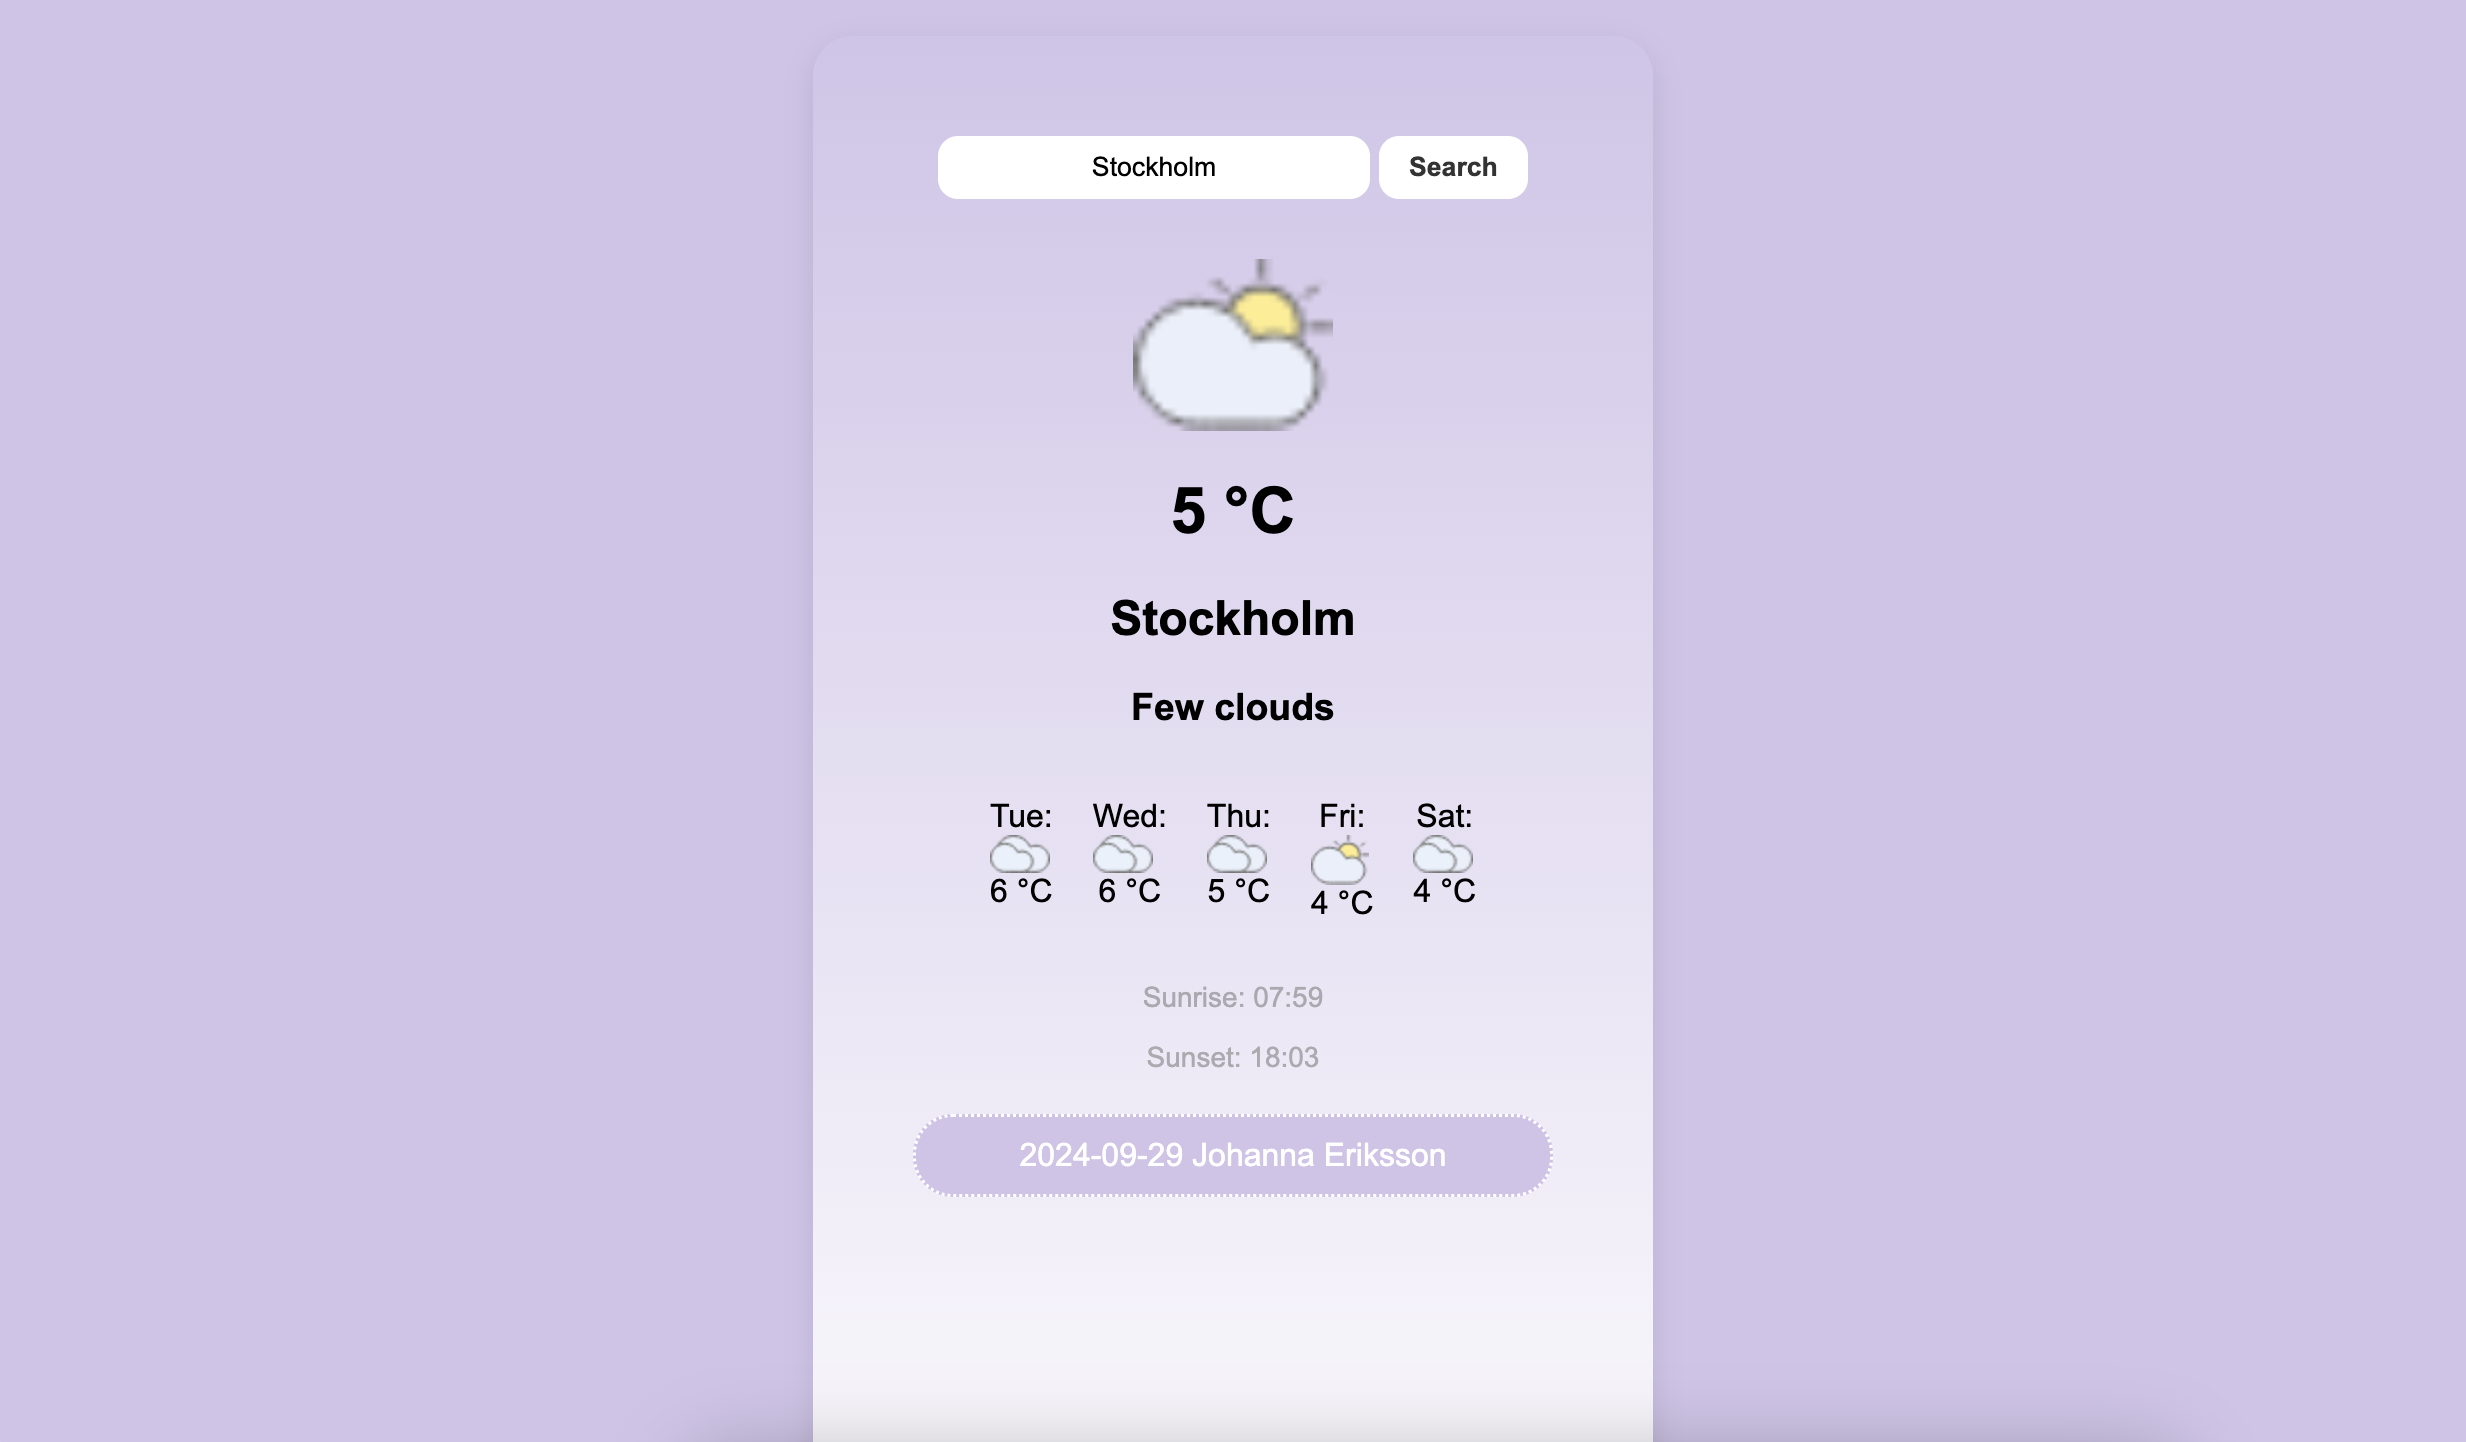 Stockholm Search
5 °C
Stockholm
Few clouds
Tue: Wed: Thu: Fri: Sat:
6 °C 6 °C 5 °C 4 °C 4 °C
Sunrise: 07:59
Sunset: 18:03
2024-09-29 Johanna Eriksson